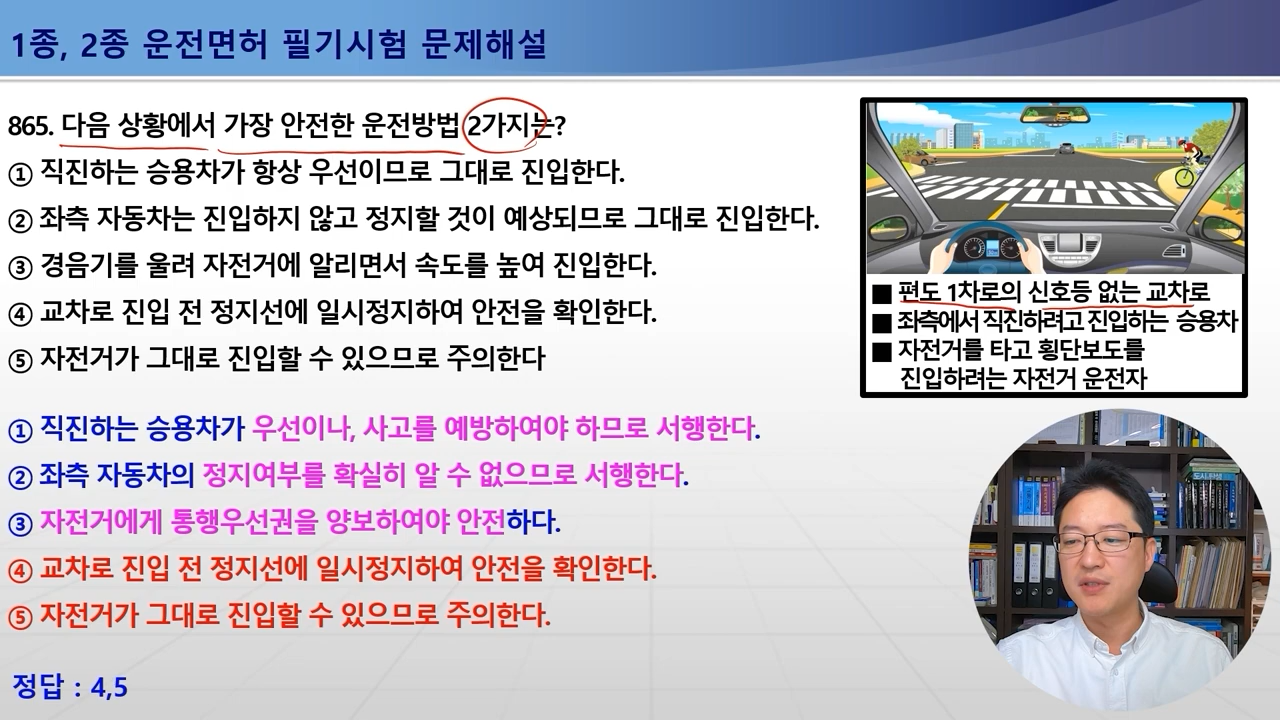 1종, 2종 운전면허 필기시험 문제해설
865. 다음 상황에서 가장 안전한 운전방법 2가지는?
① 직진하는 승용차가 항상 우선이므로 그대로 진입한다.
② 좌측 자동차는 진입하지 않고 정지할 것이 예상되므로 그대로 진입한다.
③ 경음기를 울려 자전거에 알리면서 속도를 높여 진입한다.
④ 교차로 진입 전 정지선에 일시정지하여 안전을 확인한다.
⑤ 자전거가 그대로 진입할 수 있으므로 주의한다
■ 편도 1차로의 신호등 없는 교차로
■ 좌측에서 직진하려고 진입하는 승용차
■ 자전거를 타고 횡단보도를
진입하려는 자전거 운전자
① 직진하는 승용차가 우선이나, 사고를 예방하여야 하므로 서행한다.
② 좌측 자동차의 정지여부를 확실히 알 수 없으므로 서행한다.
③ 자전거에게 통행우선권을 양보하여야 안전하다.
④ 교차로 진입 전 정지선에 일시정지하여 안전을 확인한다.
⑤ 자전거가 그대로 진입할 수 있으므로 주의한다.
정답 : 4,5